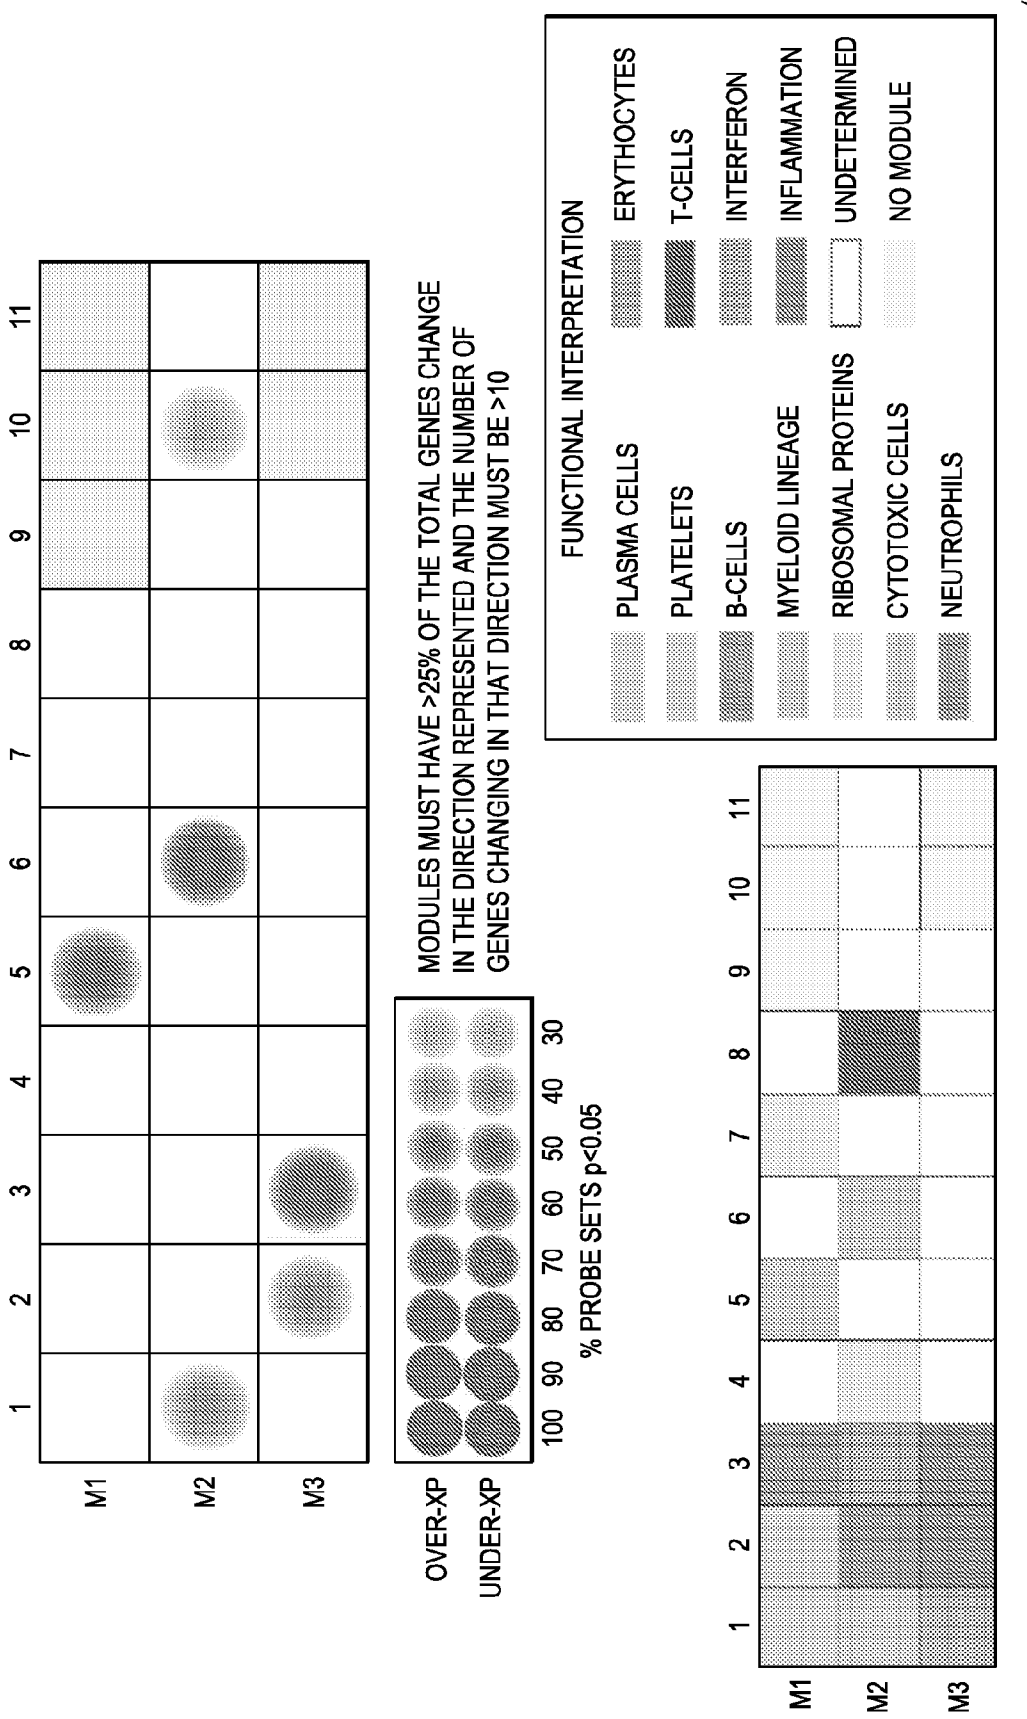 1 2 3 4 5 6 7 8 9 10 11
M1
M2
M3
OVER-XP
UNDER-XP
100 90 80 70 60 50 40 30
% PROBE SETS p<0.05
MODULES MUST HAVE >25% OF THE TOTAL GENES CHANGE
IN THE DIRECTION REPRESENTED AND THE NUMBER OF
GENES CHANGING IN THAT DIRECTION MUST BE >10
1 2 3 4 5 6 7 8 9 10 11
M1
M2
M3
FUNCTIONAL INTERPRETATION
PLASMA CELLS
ERYTHOCYTES
PLATELETS
T-CELLS
B-CELLS
INTERFERON
MYELOID LINEAGE
INFLAMMATION
RIBOSOMAL PROTEINS
UNDETERMINED
CYTOTOXIC CELLS
NO MODULE
NEUTROPHILS